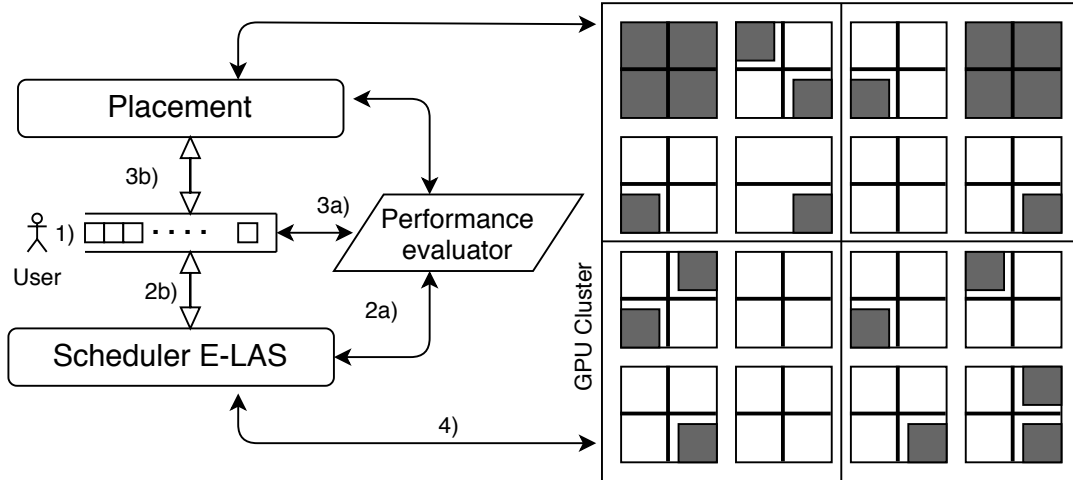 Placement
3b)
3a)
1)
User
Performance
evaluator
2b)
2a)
Scheduler E-LAS
4)
GPU Cluster